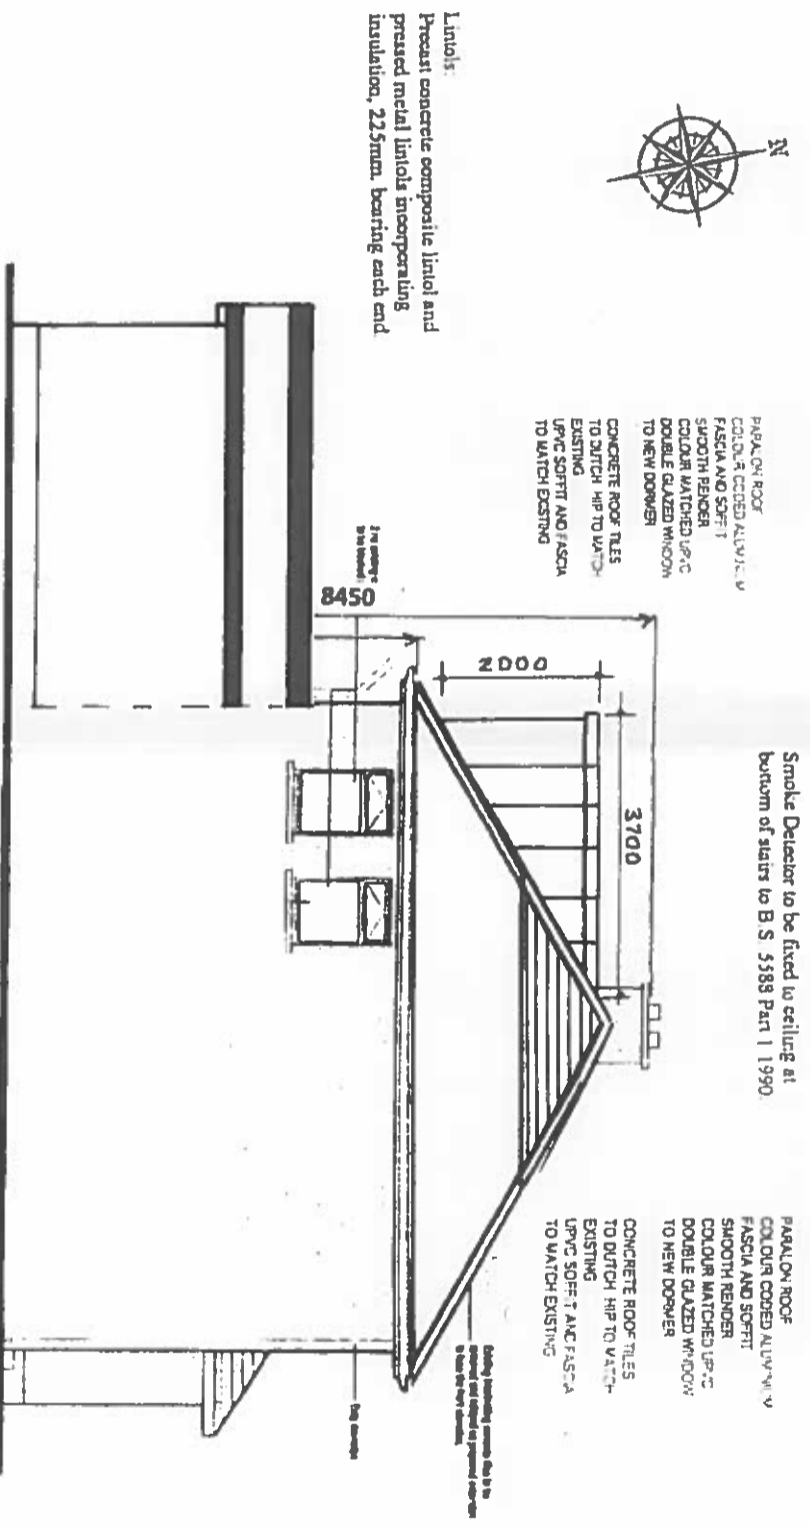 N
Lintols:
Precast concrete composite lintol and
pressed metal lintols incorporating
insulation, 225mm. bearing each end
PARALON ROOF
COLOUR CODED ALUMINIUM
FASCIA AND SOFFIT
SMOOTH RENDER
COLOUR MATCHED UPVC
DOUBLE GLAZED WINDOW
TO NEW DORMER
CONCRETE ROOF TILES
TO DUTCH HIP TO MATCH
EXISTING
UPVC SOFFIT AND FASCIA
TO MATCH EXISTING
8450
2000
3700
Smoke Detector to be fixed to ceiling at
bottom of stairs to B.S. 5588 Part 1 1990.
PARALON ROOF
COLOUR CODED ALUMINIUM
FASCIA AND SOFFIT
SMOOTH RENDER
COLOUR MATCHED UPVC
DOUBLE GLAZED WINDOW
TO NEW DORMER
CONCRETE ROOF TILES
TO DUTCH HIP TO MATCH
EXISTING
UPVC SOFFIT AND FASCIA
TO MATCH EXISTING